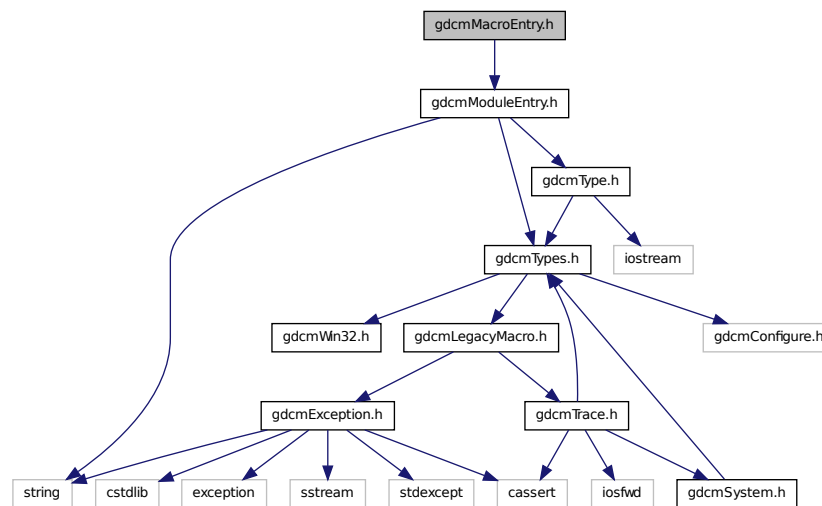 gdcmMacroEntry.h
gdcmModuleEntry.h
gdcmType.h
gdcmTypes.h
iostream
gdcmWin32.h
gdcmLegacyMacro.h
gdcmConfigure.h
gdcmException.h
gdcmTrace.h
string
cstdlib
exception
sstream
stdexcept
cassert
iosfwd
gdcmSystem.h